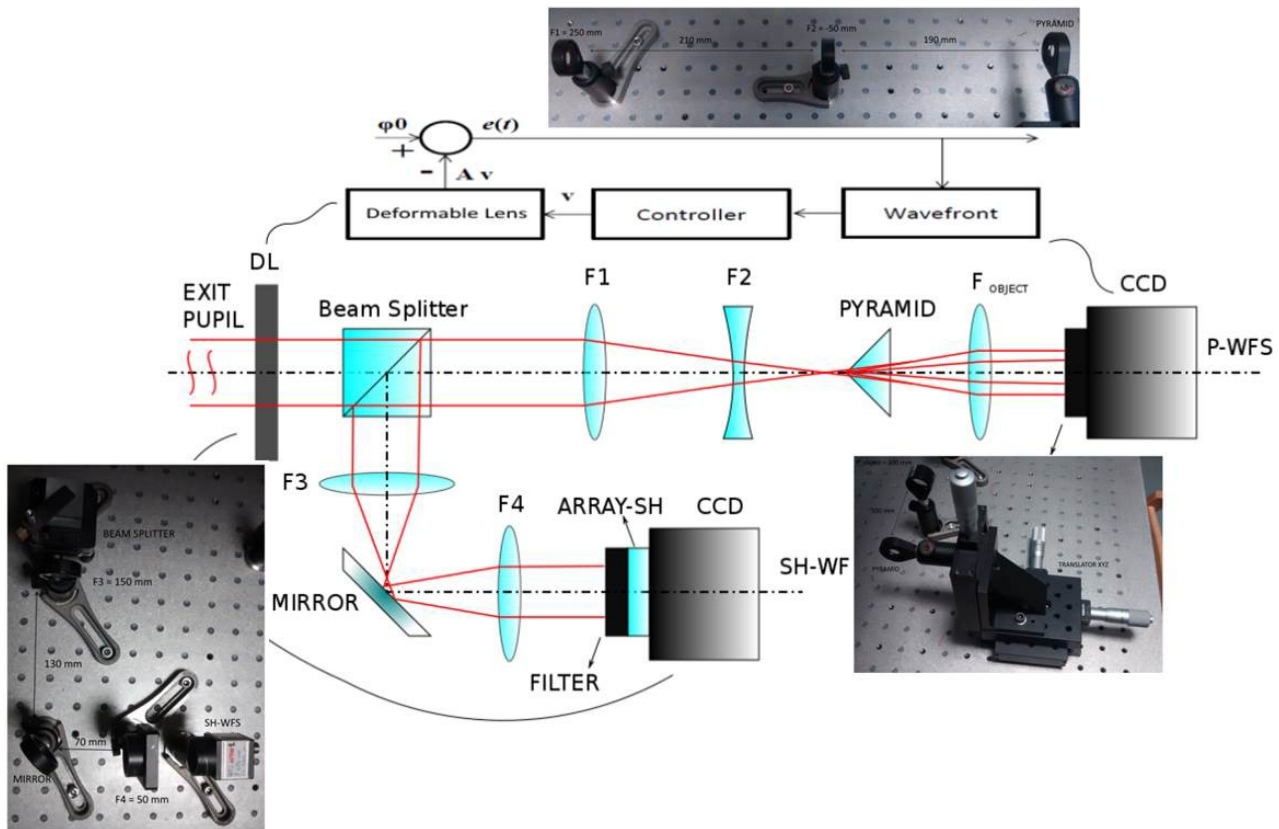 F1 = 250 mm
210 mm
F2 = -50 mm
190 mm
PYRAMID
φ0
+
-
e(t)
A v
v
Deformable Lens
Controller
Wavefront
DL
EXIT
PUPIL
Beam Splitter
F1
F2
PYRAMID
F OBJECT
CCD
P-WFS
F3
MIRROR
F4
ARRAY-SH
CCD
SH-WF
FILTER
BEAM SPLITTER
F3 = 150 mm
130 mm
70 mm
SH-WFS
MIRROR
F4 = 50 mm
PYRAMID
TRANSLATOR XYZ